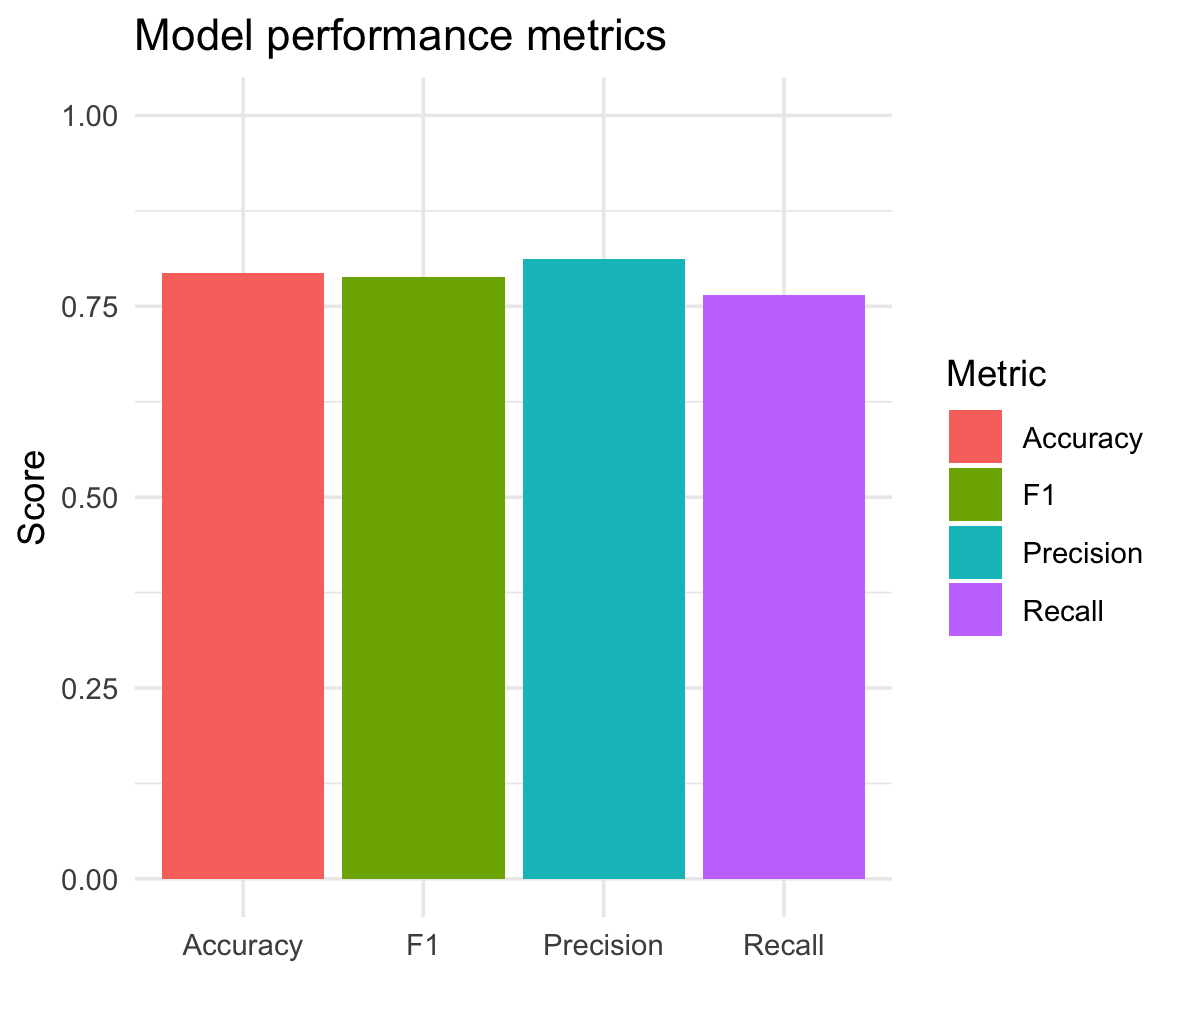 Model performance metrics
1.00
0.75
0.50
0.25
0.00
Score
Accuracy
F1
Precision
Recall
Metric
Accuracy
F1
Precision
Recall